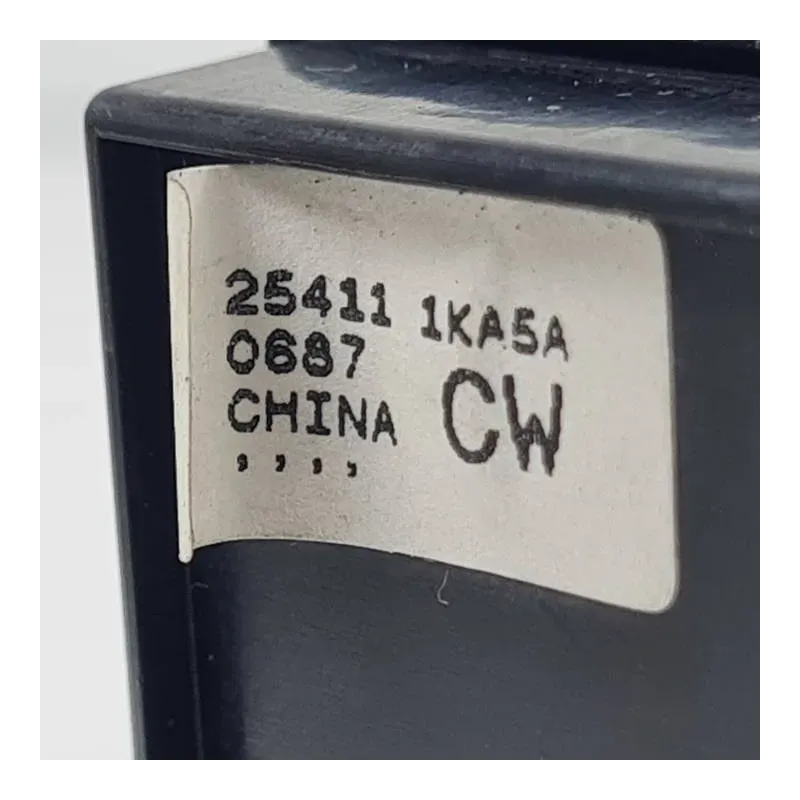 25411 1KA5A
0687
CHINA CW
, , , ,